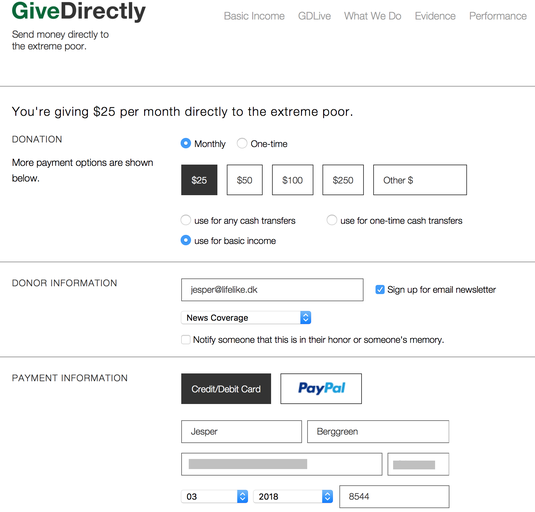 GiveDirectly
Send money directly to
the extreme poor.
Basic Income GDLive What We Do Evidence Performance
You're giving $25 per month directly to the extreme poor.
DONATION
Monthly One-time
More payment options are shown
below.
$25 $50 $100 $250 Other $
use for any cash transfers use for one-time cash transfers
use for basic income
DONOR INFORMATION
jesper@lifelike.dk Sign up for email newsletter
News Coverage
Notify someone that this is in their honor or someone's memory.
PAYMENT INFORMATION
Credit/Debit Card PayPal
Jesper Berggreen
03 2018 8544